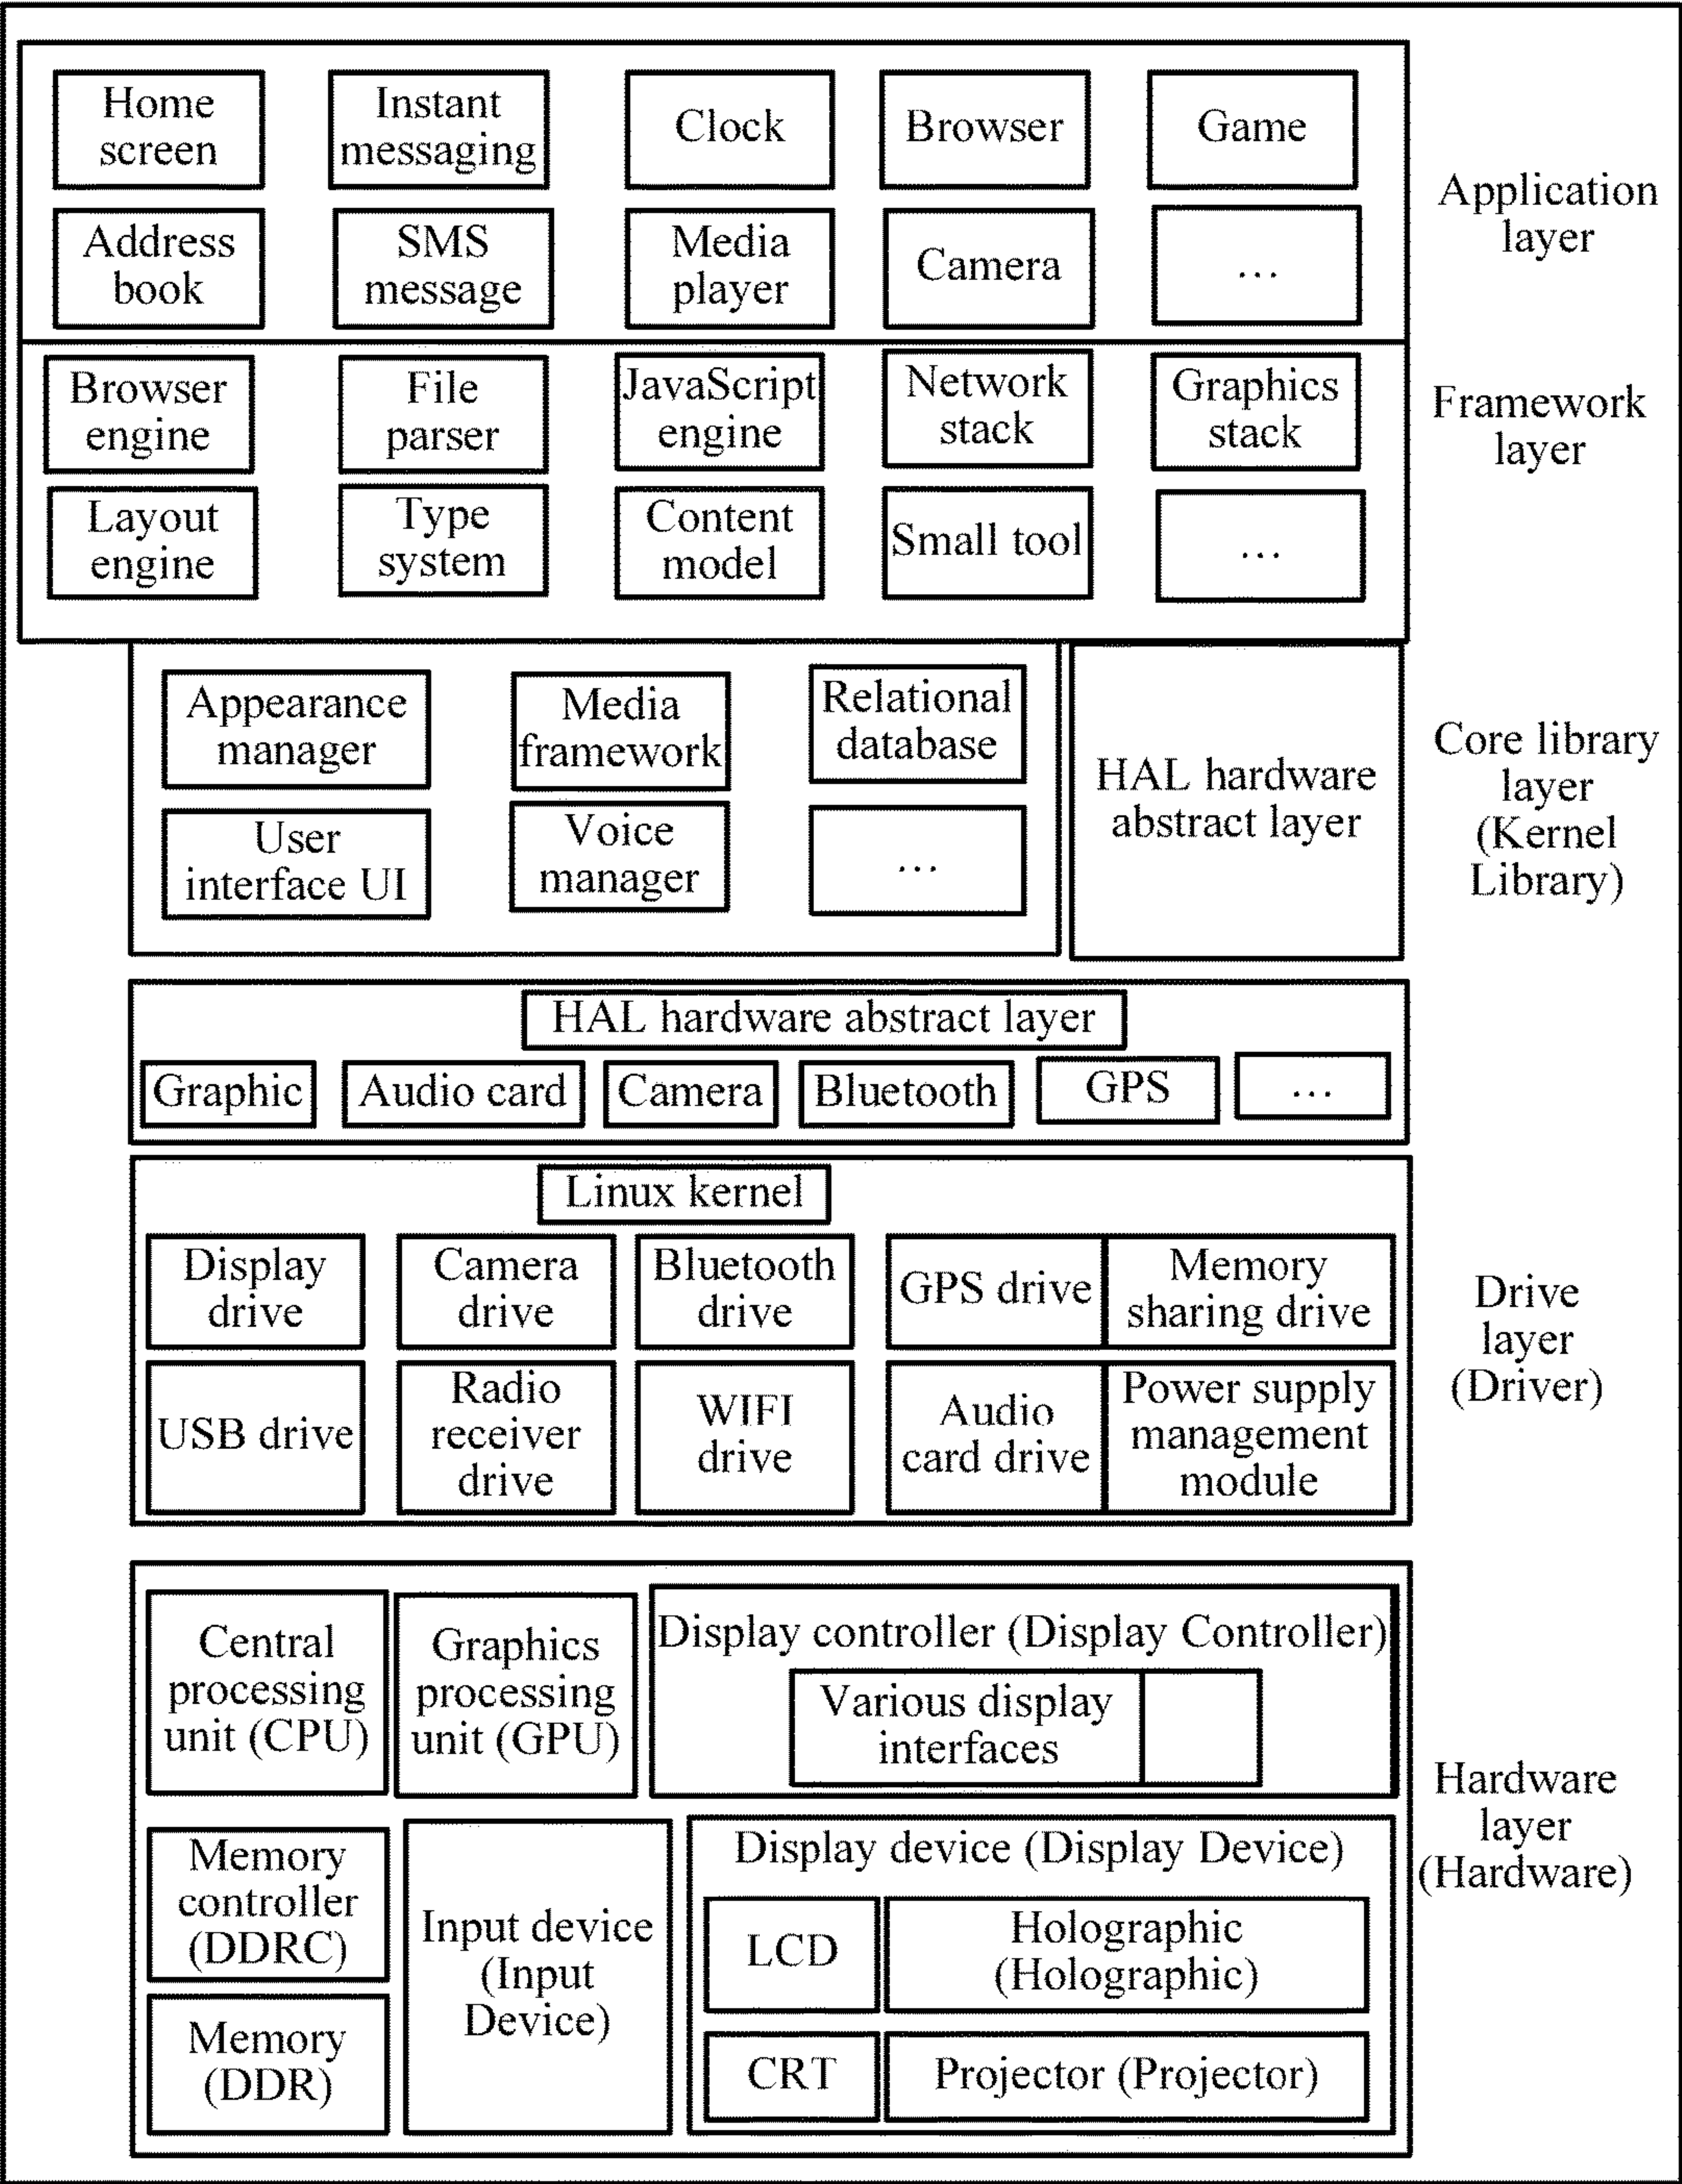 Home
screen
Instant
messaging
Clock
Browser
Game
Address
book
SMS
message
Media
player
Camera
...
Application
layer
Browser
engine
File
parser
JavaScript
engine
Network
stack
Graphics
stack
Layout
engine
Type
system
Content
model
Small tool
...
Framework
layer
Appearance
manager
Media
framework
Relational
database
User
interface UI
Voice
manager
...
HAL hardware
abstract layer
Core library
layer
(Kernel
Library)
HAL hardware abstract layer
Graphic
Audio card
Camera
Bluetooth
GPS
...
Linux kernel
Display
drive
Camera
drive
Bluetooth
drive
GPS drive
Memory
sharing drive
USB drive
Radio
receiver
drive
WIFI
drive
Audio
card drive
Power supply
management
module
Drive
layer
(Driver)
Central
processing
unit (CPU)
Graphics
processing
unit (GPU)
Display controller (Display Controller)
Various display
interfaces
Memory
controller
(DDRC)
Memory
(DDR)
Input device
(Input
Device)
Display device (Display Device)
LCD
Holographic
(Holographic)
CRT
Projector (Projector)
Hardware
layer
(Hardware)